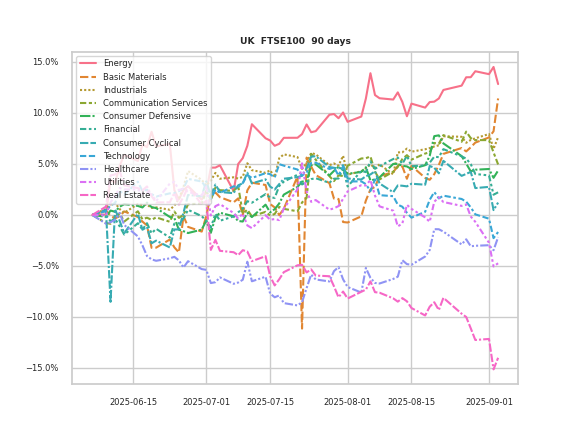 UK  FTSE100  90 days
15.0%
10.0%
5.0%
0.0%
−5.0%
−10.0%
−15.0%
Energy
Basic Materials
Industrials
Communication Services
Consumer Defensive
Financial
Consumer Cyclical
Technology
Healthcare
Utilities
Real Estate
2025-06-15
2025-07-01
2025-07-15
2025-08-01
2025-08-15
2025-09-01